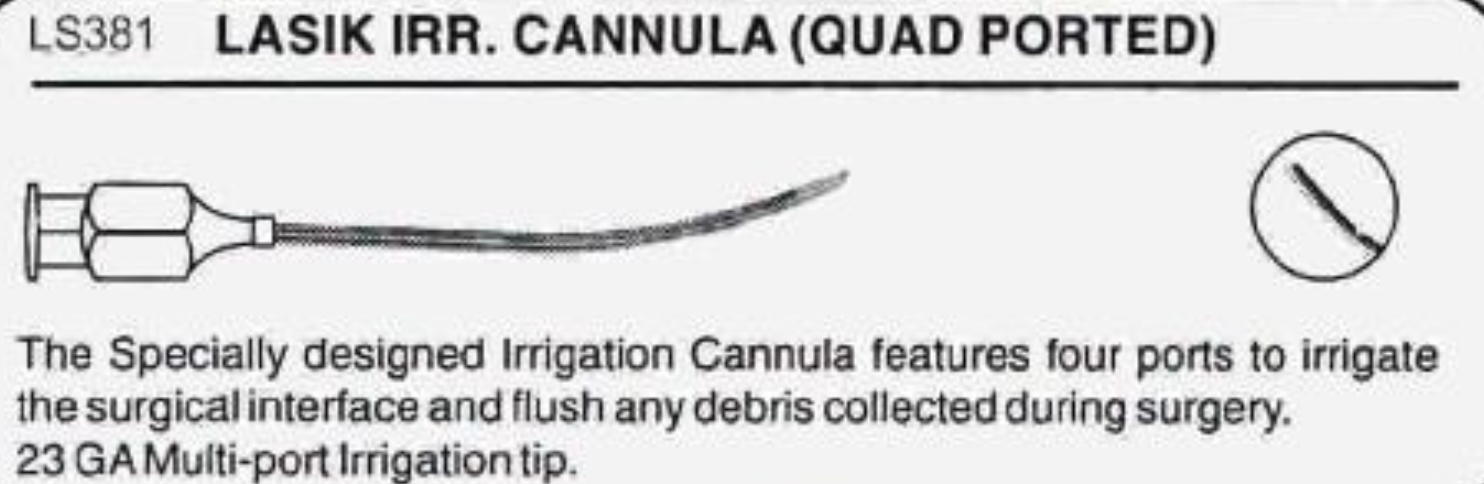 LS381 LASIK IRR. CANNULA (QUAD PORTED)
The Specially designed Irrigation Cannula features four ports to irrigate
the surgical interface and flush any debris collected during surgery.
23 GA Multi-port Irrigation tip.